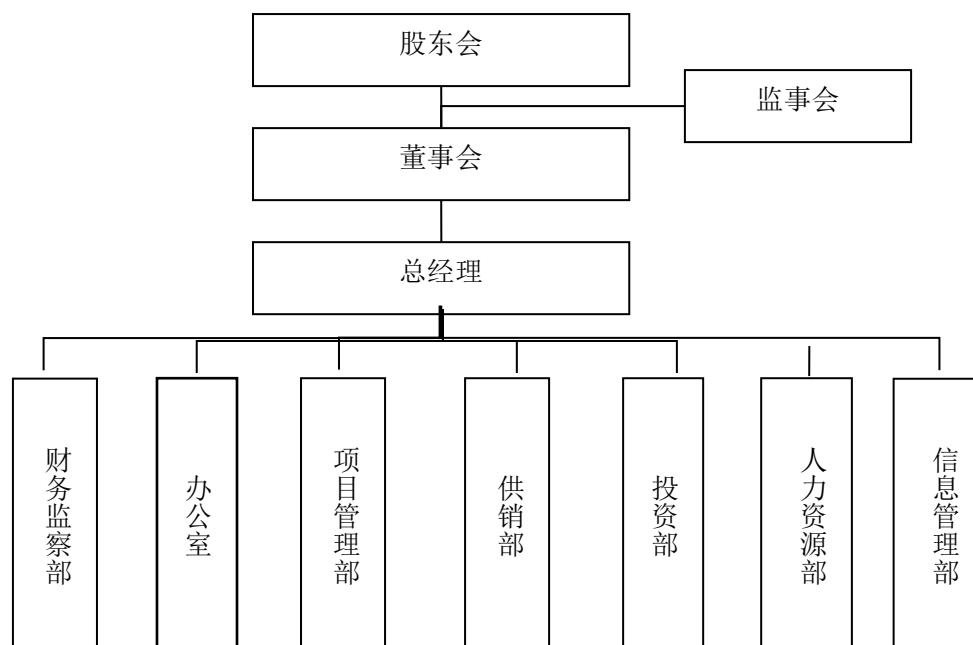 股东会
监事会
董事会
总经理
财务监察部
办公室
项目管理部
供销部
投资部
人力资源部
信息管理部